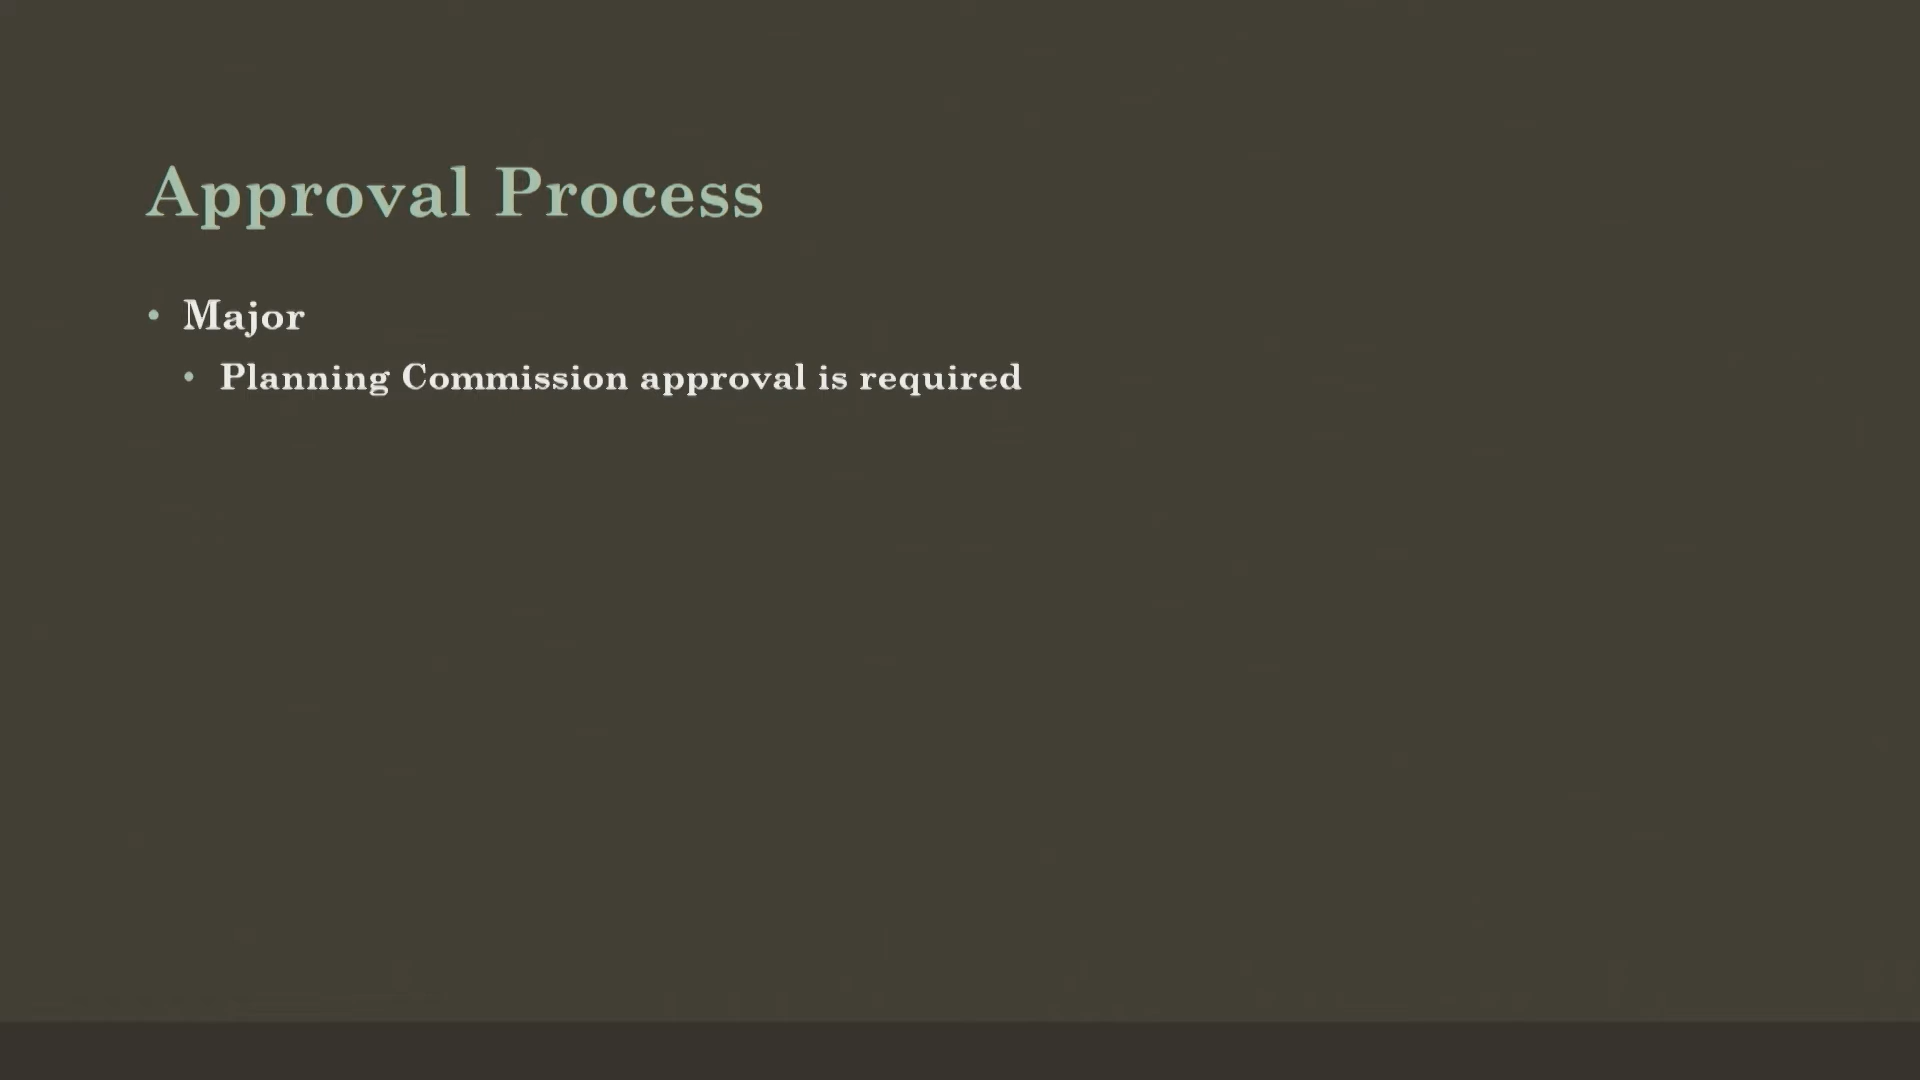 Approval Process
• Major
• Planning Commission approval is required